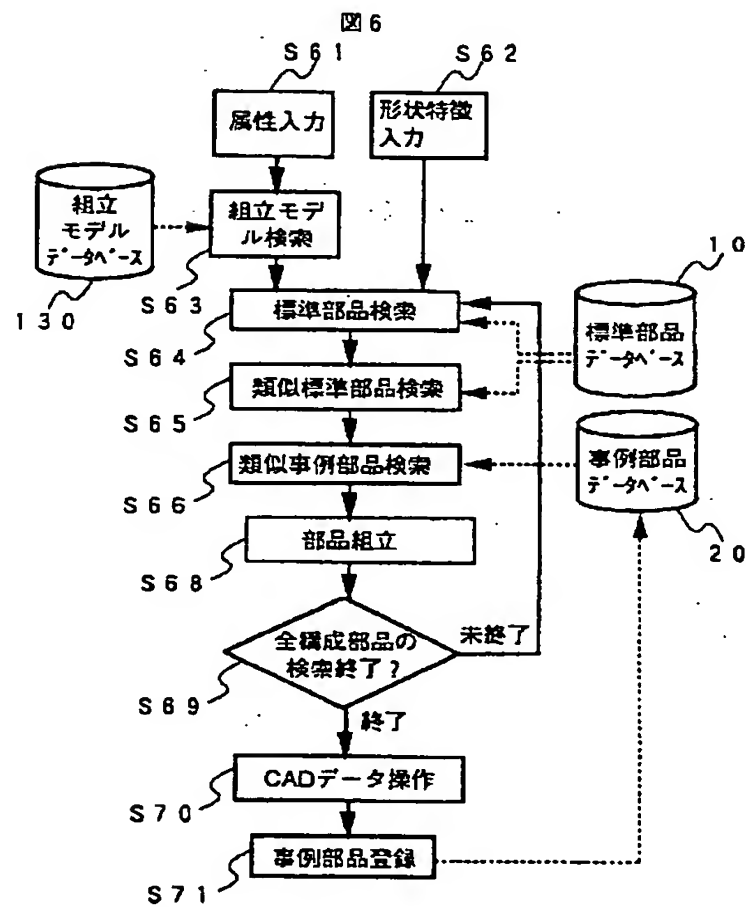 図6
S61
S62
属性入力
形状特徴
入力
組立
モデル
データベース
130
組立モデ
ル検索
S63
標準部品検索
S64
10
標準部品
データベース
類似標準部品検索
S65
類似事例部品検索
S66
事例部品
データベース
20
部品組立
S68
全構成部品の
検索終了?
未終了
S69
終了
CADデータ操作
S70
事例部品登録
S71